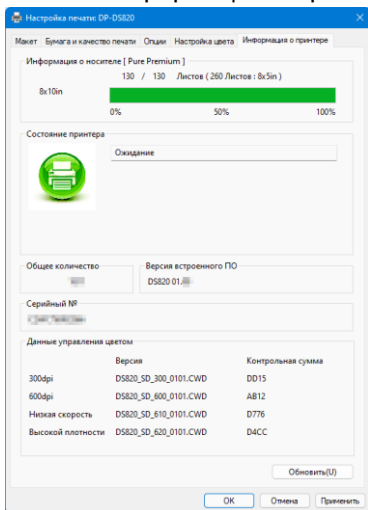 Настройка печати: DP-DS820
Макет Бумага и качество печати Опции Настройка цвета Информация о принтере
Информация о носителе [ Pure Premium ]
130 / 130 Листов ( 260 Листов : 8x5in )
8x10in
0% 50% 100%
Состояние принтера
Ожидание
Общее количество Версия встроенного ПО
DS820 01.
Серийный №
Данные управления цветом
Версия Контрольная сумма
300dpi DS820_SD_300_0101.CWD DD15
600dpi DS820_SD_600_0101.CWD AB12
Низкая скорость DS820_SD_610_0101.CWD D776
Высокой плотности DS820_SD_620_0101.CWD D4CC
Обновить(U)
OK Отмена Применить